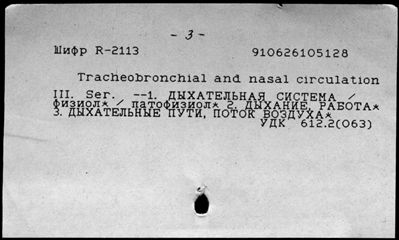 - 3 -
Шифр R-2113 910626105128
Tracheobronchial and nasal circulation
III. Ser. --1. ДЫХАТЕЛЬНАЯ СИСТЕМА /
физиол* / патофизиол* 2. ДЫХАНИЕ, РАБОТА*
3. ДЫХАТЕЛЬНЫЕ ПУТИ, ПОТОК ВОЗДУХА*
УДК 612.2(063)